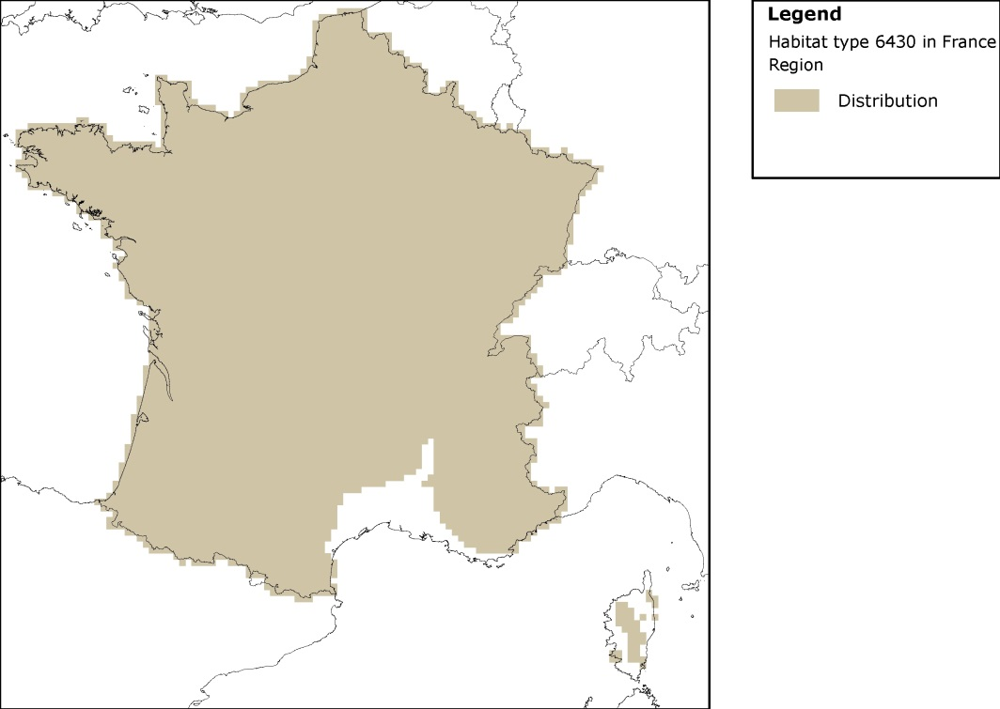 Legend
Habitat type 6430 in France
Region
Distribution